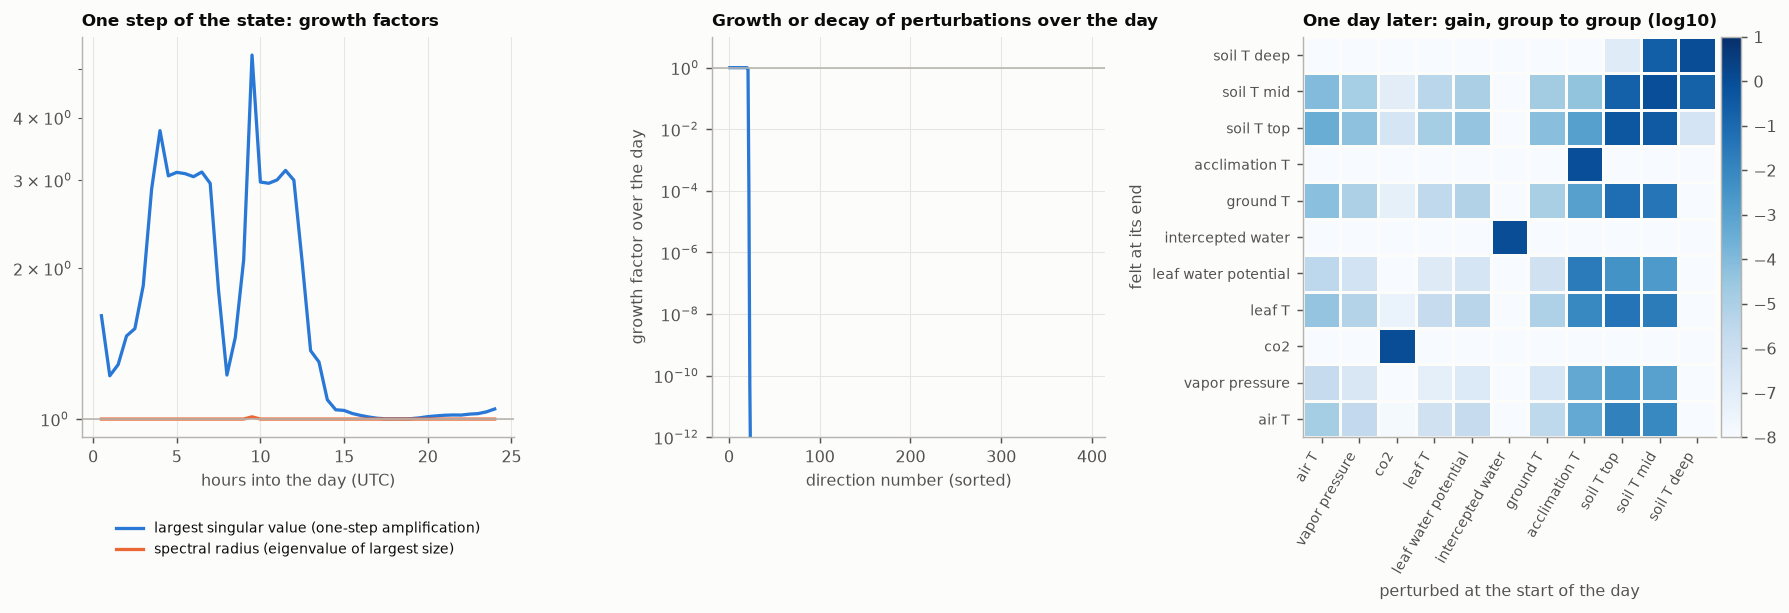 One step of the state: growth factors
4 × 10⁰
3 × 10⁰
2 × 10⁰
10⁰
0 5 10 15 20 25
hours into the day (UTC)
largest singular value (one-step amplification)
spectral radius (eigenvalue of largest size)
Growth or decay of perturbations over the day
growth factor over the day
10⁰
10⁻²
10⁻⁴
10⁻⁶
10⁻⁸
10⁻¹⁰
10⁻¹²
0 100 200 300 400
direction number (sorted)
One day later: gain, group to group (log10)
felt at its end
soil T deep
soil T mid
soil T top
acclimation T
ground T
intercepted water
leaf water potential
leaf T
co2
vapor pressure
air T
air T
vapor pressure
co2
leaf T
leaf water potential
intercepted water
ground T
acclimation T
soil T top
soil T mid
soil T deep
perturbed at the start of the day
1
0
−1
−2
−3
−4
−5
−6
−7
−8